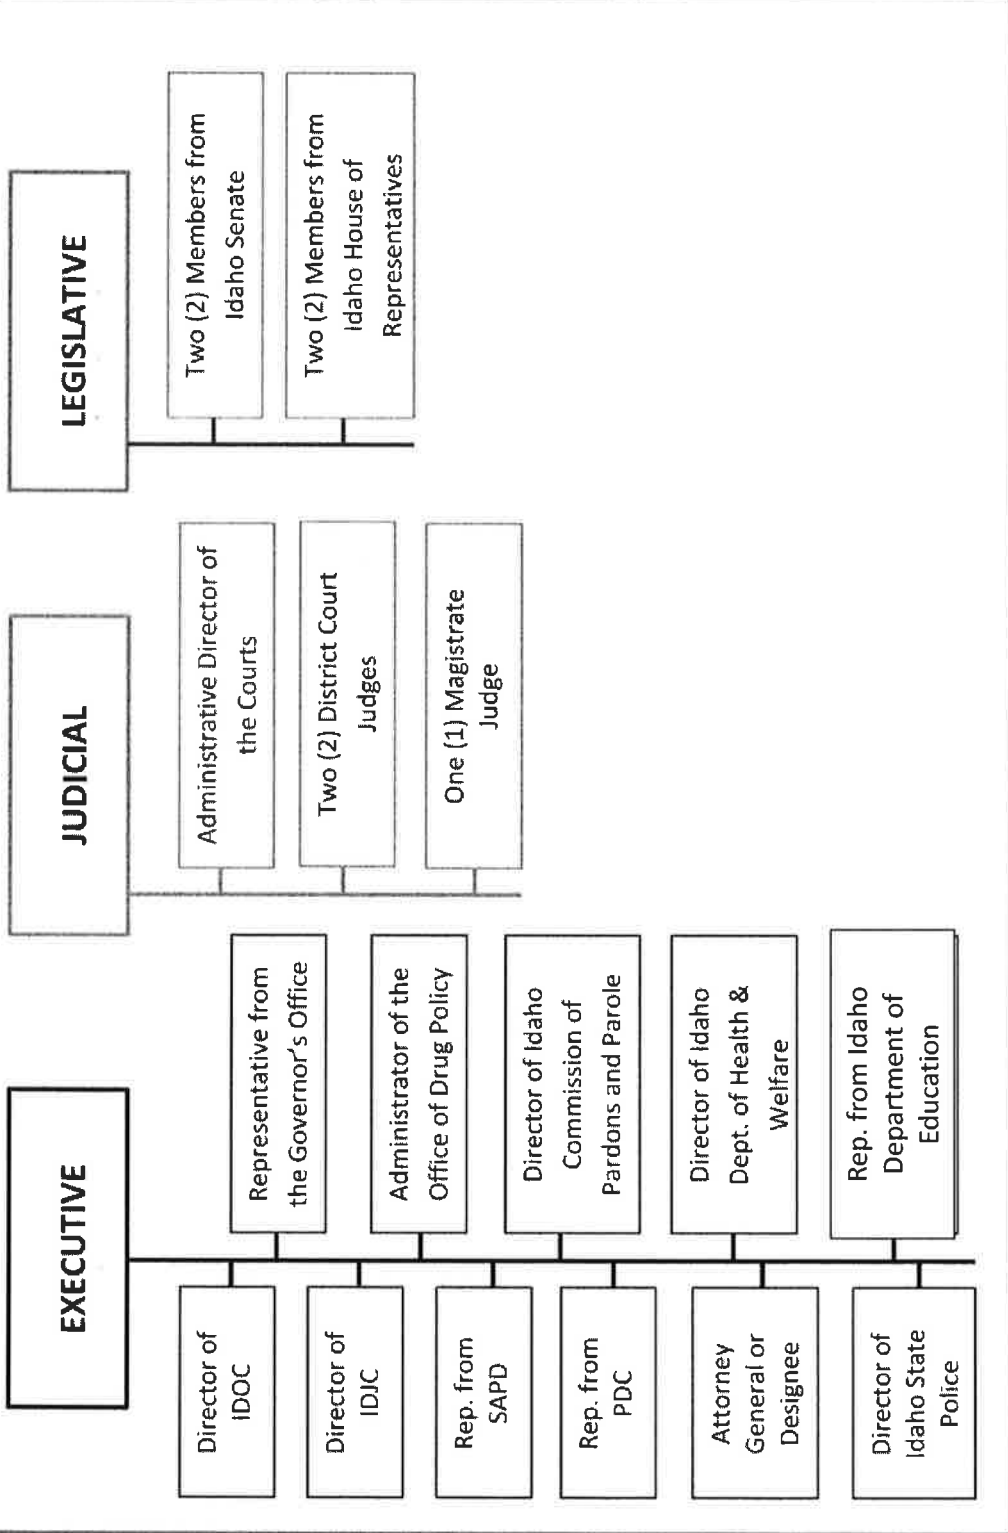 EXECUTIVE
Director of
IDOC
Director of
IDJC
Rep. from
SAPD
Rep. from
PDC
Attorney
General or
Designee
Director of
Idaho State
Police
Representative from
the Governor's Office
Administrator of the
Office of Drug Policy
Director of Idaho
Commission of
Pardons and Parole
Director of Idaho
Dept. of Health &
Welfare
Rep. from Idaho
Department of
Education
JUDICIAL
Administrative Director of
the Courts
Two (2) District Court
Judges
One (1) Magistrate
Judge
LEGISLATIVE
Two (2) Members from
Idaho Senate
Two (2) Members from
Idaho House of
Representatives